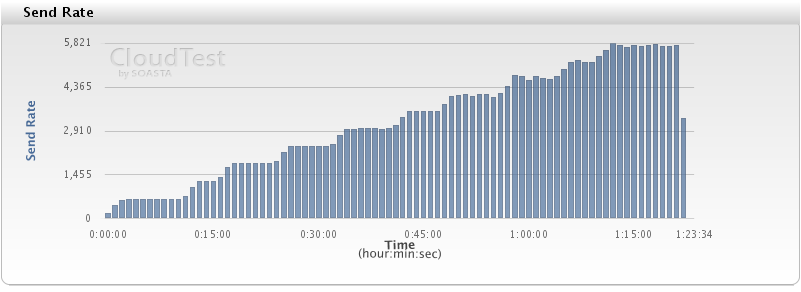 Send Rate
5,821
CloudTest
by SOASTA
4,365
2,910
1,455
0
Send Rate
0:00:00 0:15:00 0:30:00 0:45:00 1:00:00 1:15:00 1:23:34
Time
(hour:min:sec)